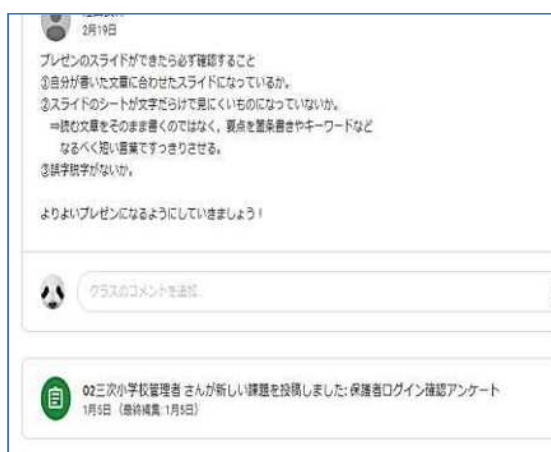 2月19日
プレゼンのスライドができたら必ず確認すること
①自分が書いた文章に合わせたスライドになっているか。
②スライドのシートが文字だらけで見にくいものになっていないか。
⇒読む文章をそのまま書くのではなく，要点を箇条書きやキーワードなど
なるべく短い言葉ですっきりさせる。
③誤字脱字がないか。
よりよいプレゼンになるようにしていきましょう！
クラスのコメントを追加...
02三次小学校管理者 さんが新しい課題を投稿しました: 保護者ログイン確認アンケート
1月5日（最終編集:1月5日）